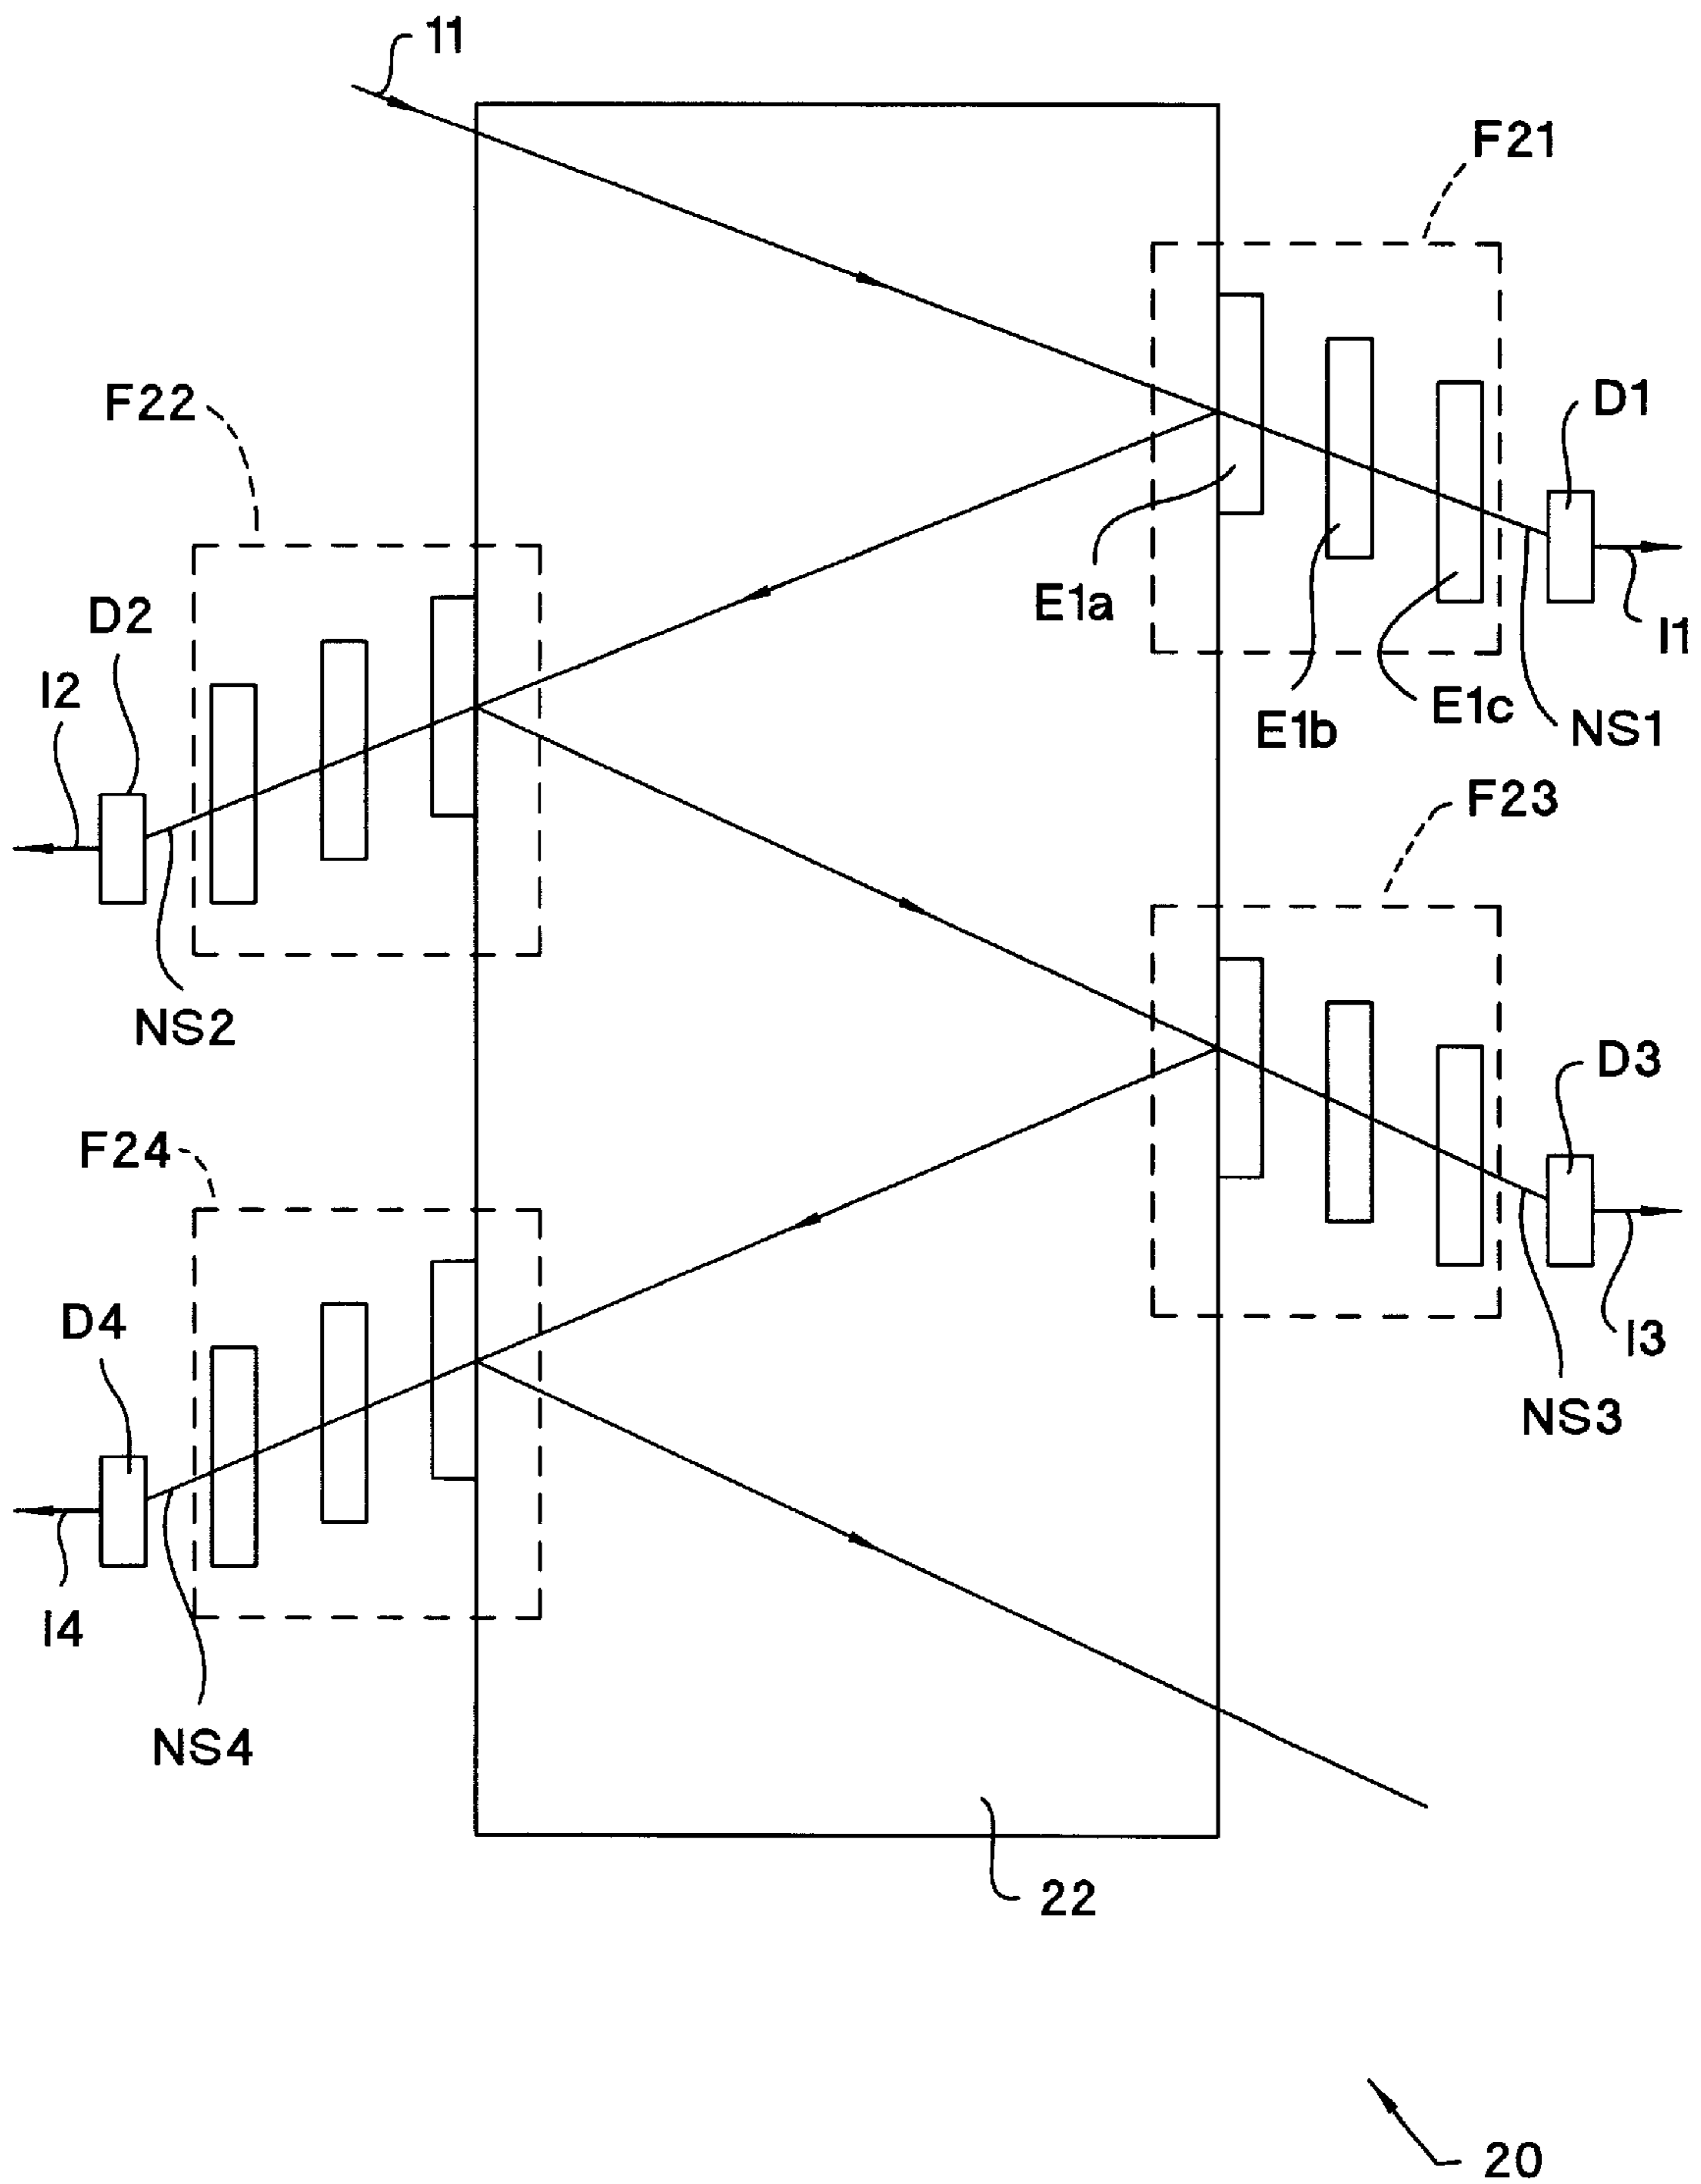 11
F21
F22
D1
D2
E1a
I1
I2
E1b
E1c
NS1
F23
NS2
D3
F24
D4
I3
NS3
I4
NS4
22
20